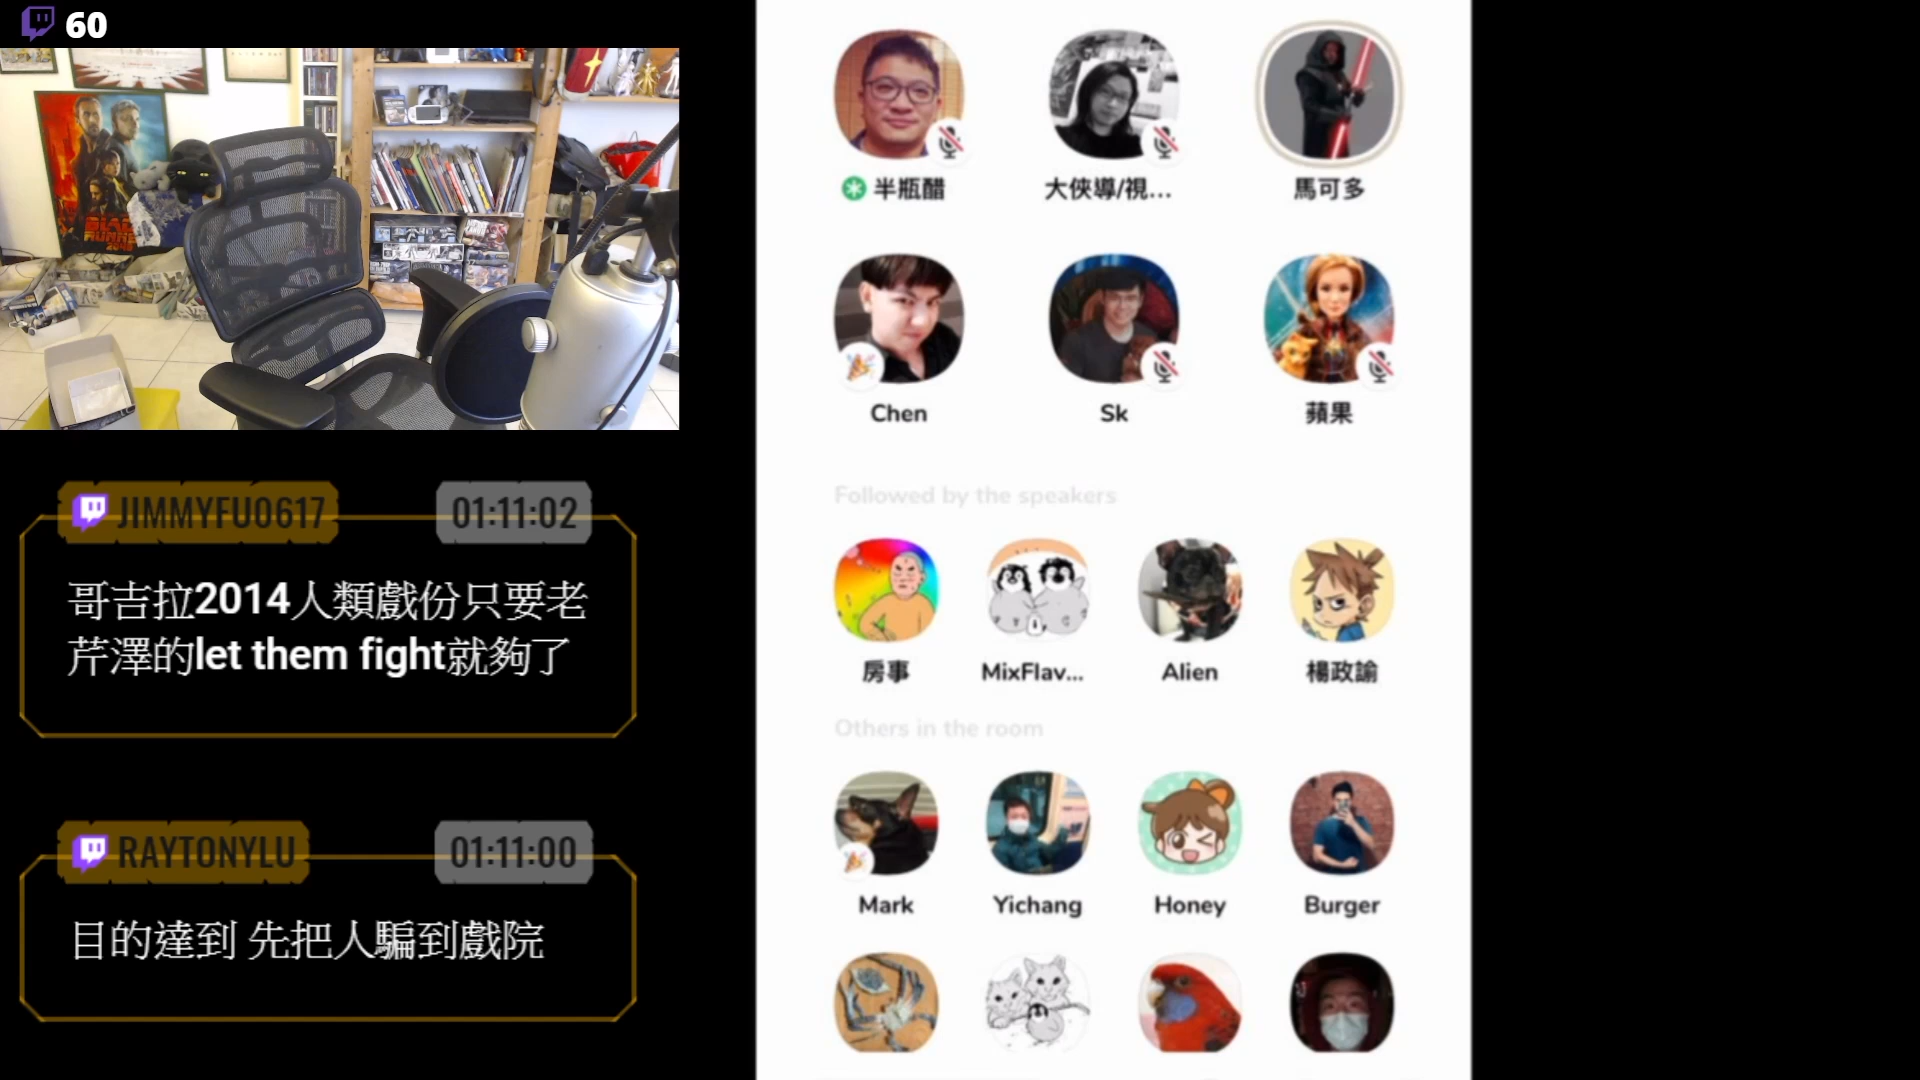 60
BLADE
RUNNER
2049
JIMMYFU0617
01:11:02
哥吉拉2014人類戲份只要老
芹澤的let them fight就夠了
RAYTONYLU
01:11:00
目的達到 先把人騙到戲院
半瓶醋
大俠導/視...
馬可多
Chen
Sk
蘋果
Followed by the speakers
房事
MixFlav...
Alien
楊政諭
Others in the room
Mark
Yichang
Honey
Burger